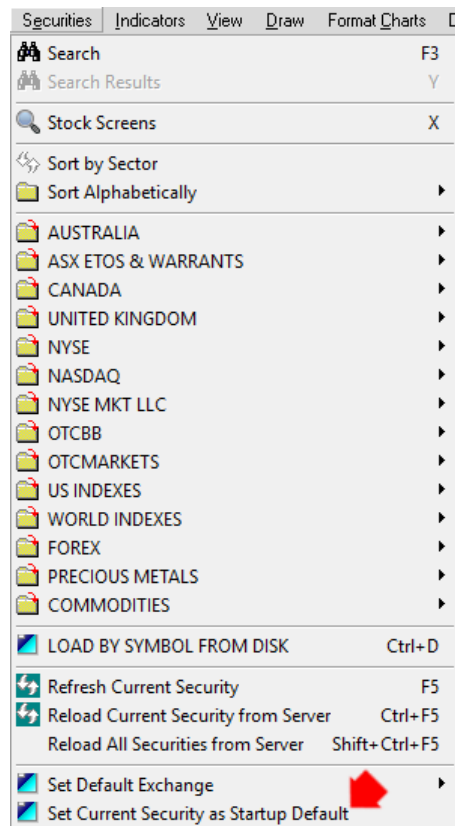 Securities Indicators View Draw Format Charts D
Search F3
Search Results Y
Stock Screens X
Sort by Sector
Sort Alphabetically
AUSTRALIA
ASX ETOS & WARRANTS
CANADA
UNITED KINGDOM
NYSE
NASDAQ
NYSE MKT LLC
OTCBB
OTCMARKETS
US INDEXES
WORLD INDEXES
FOREX
PRECIOUS METALS
COMMODITIES
LOAD BY SYMBOL FROM DISK Ctrl+D
Refresh Current Security F5
Reload Current Security from Server Ctrl+F5
Reload All Securities from Server Shift+Ctrl+F5
Set Default Exchange
Set Current Security as Startup Default